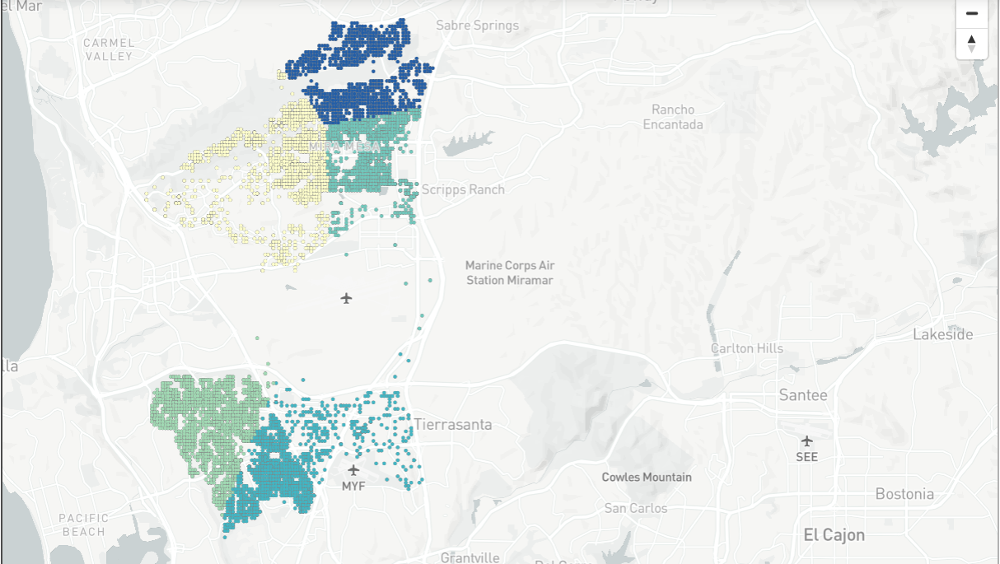 el Mar
Sabre Springs
CARMEL
VALLEY
Rancho
Encantada
MIRA MESA
Scripps Ranch
Marine Corps Air
Station Miramar
Lakeside
Carlton Hills
lla
Santee
Tierrasanta
SEE
Cowles Mountain
MYF
Bostonia
San Carlos
PACIFIC
BEACH
El Cajon
Grantville